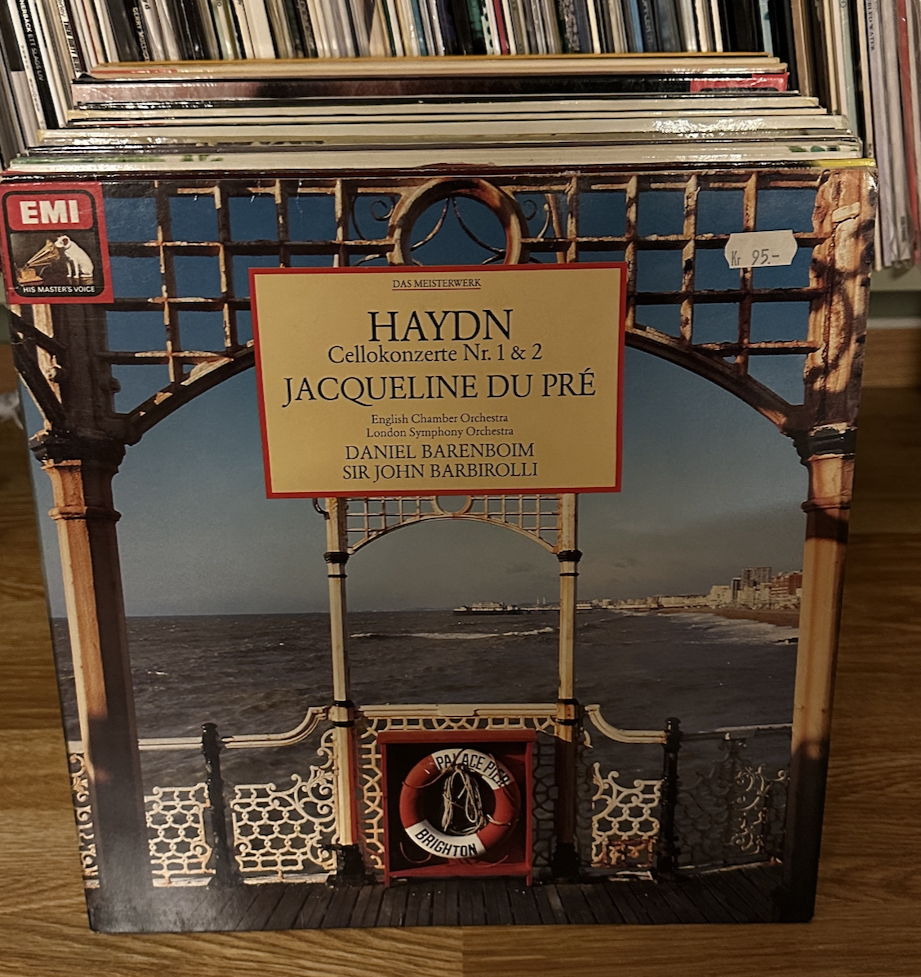 EMI
HIS MASTER'S VOICE
Kr 95.-
DAS MEISTERWERK
HAYDN
Cellokonzerte Nr. 1 & 2
JACQUELINE DU PRÉ
English Chamber Orchestra
London Symphony Orchestra
DANIEL BARENBOIM
SIR JOHN BARBIROLLI
PALACE PIER
BRIGHTON